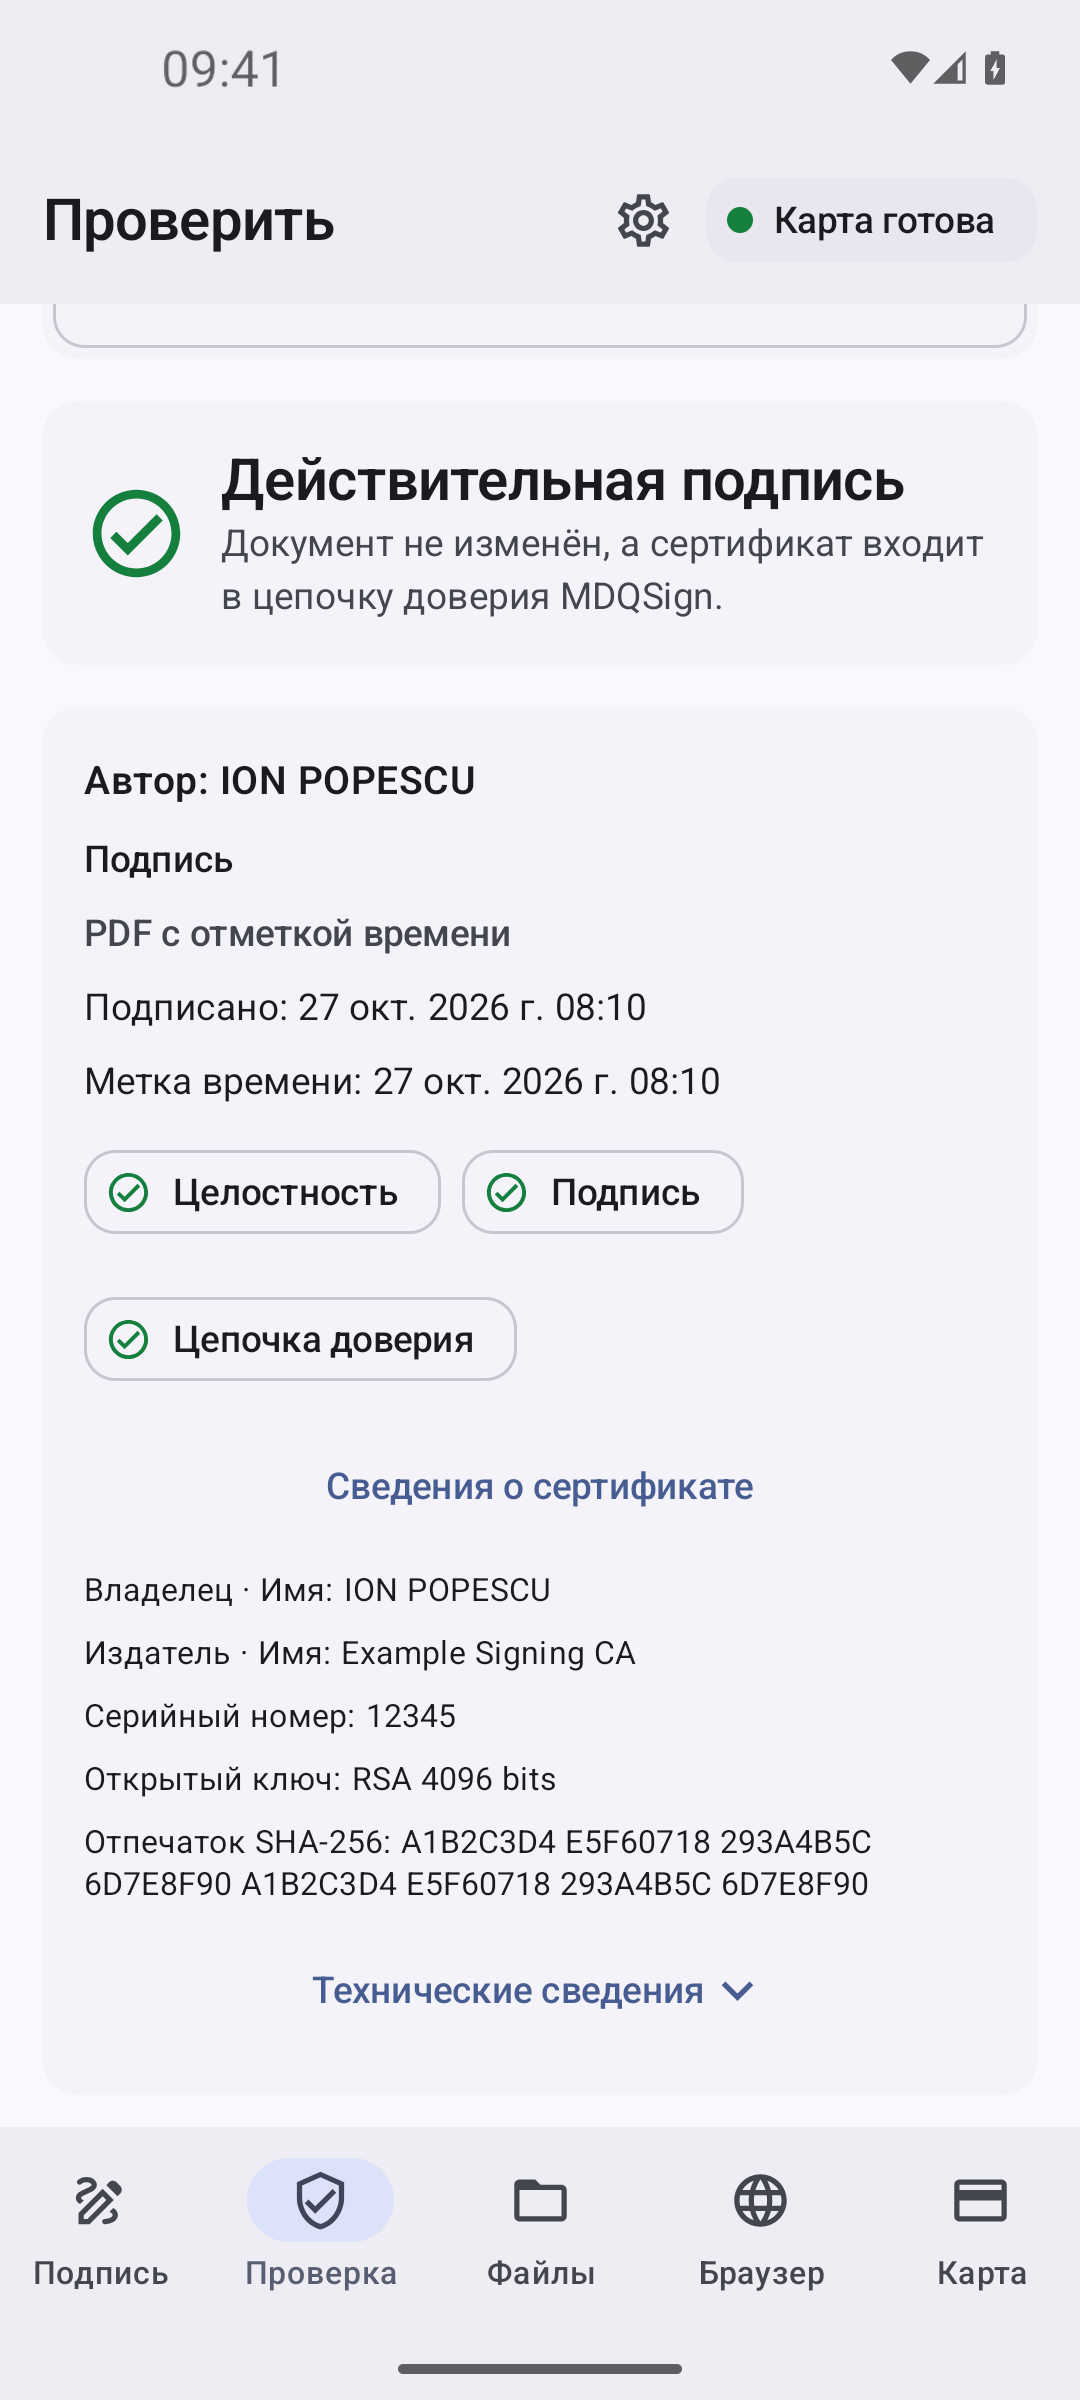 09:41
Проверить
Карта готова
Действительная подпись
Документ не изменён, а сертификат входит
в цепочку доверия MDQSign.
Автор: ION POPESCU
Подпись
PDF с отметкой времени
Подписано: 27 окт. 2026 г. 08:10
Метка времени: 27 окт. 2026 г. 08:10
Целостность
Подпись
Цепочка доверия
Сведения о сертификате
Владелец · Имя: ION POPESCU
Издатель · Имя: Example Signing CA
Серийный номер: 12345
Открытый ключ: RSA 4096 bits
Отпечаток SHA-256: A1B2C3D4 E5F60718 293A4B5C
6D7E8F90 A1B2C3D4 E5F60718 293A4B5C 6D7E8F90
Технические сведения
Подпись
Проверка
Файлы
Браузер
Карта